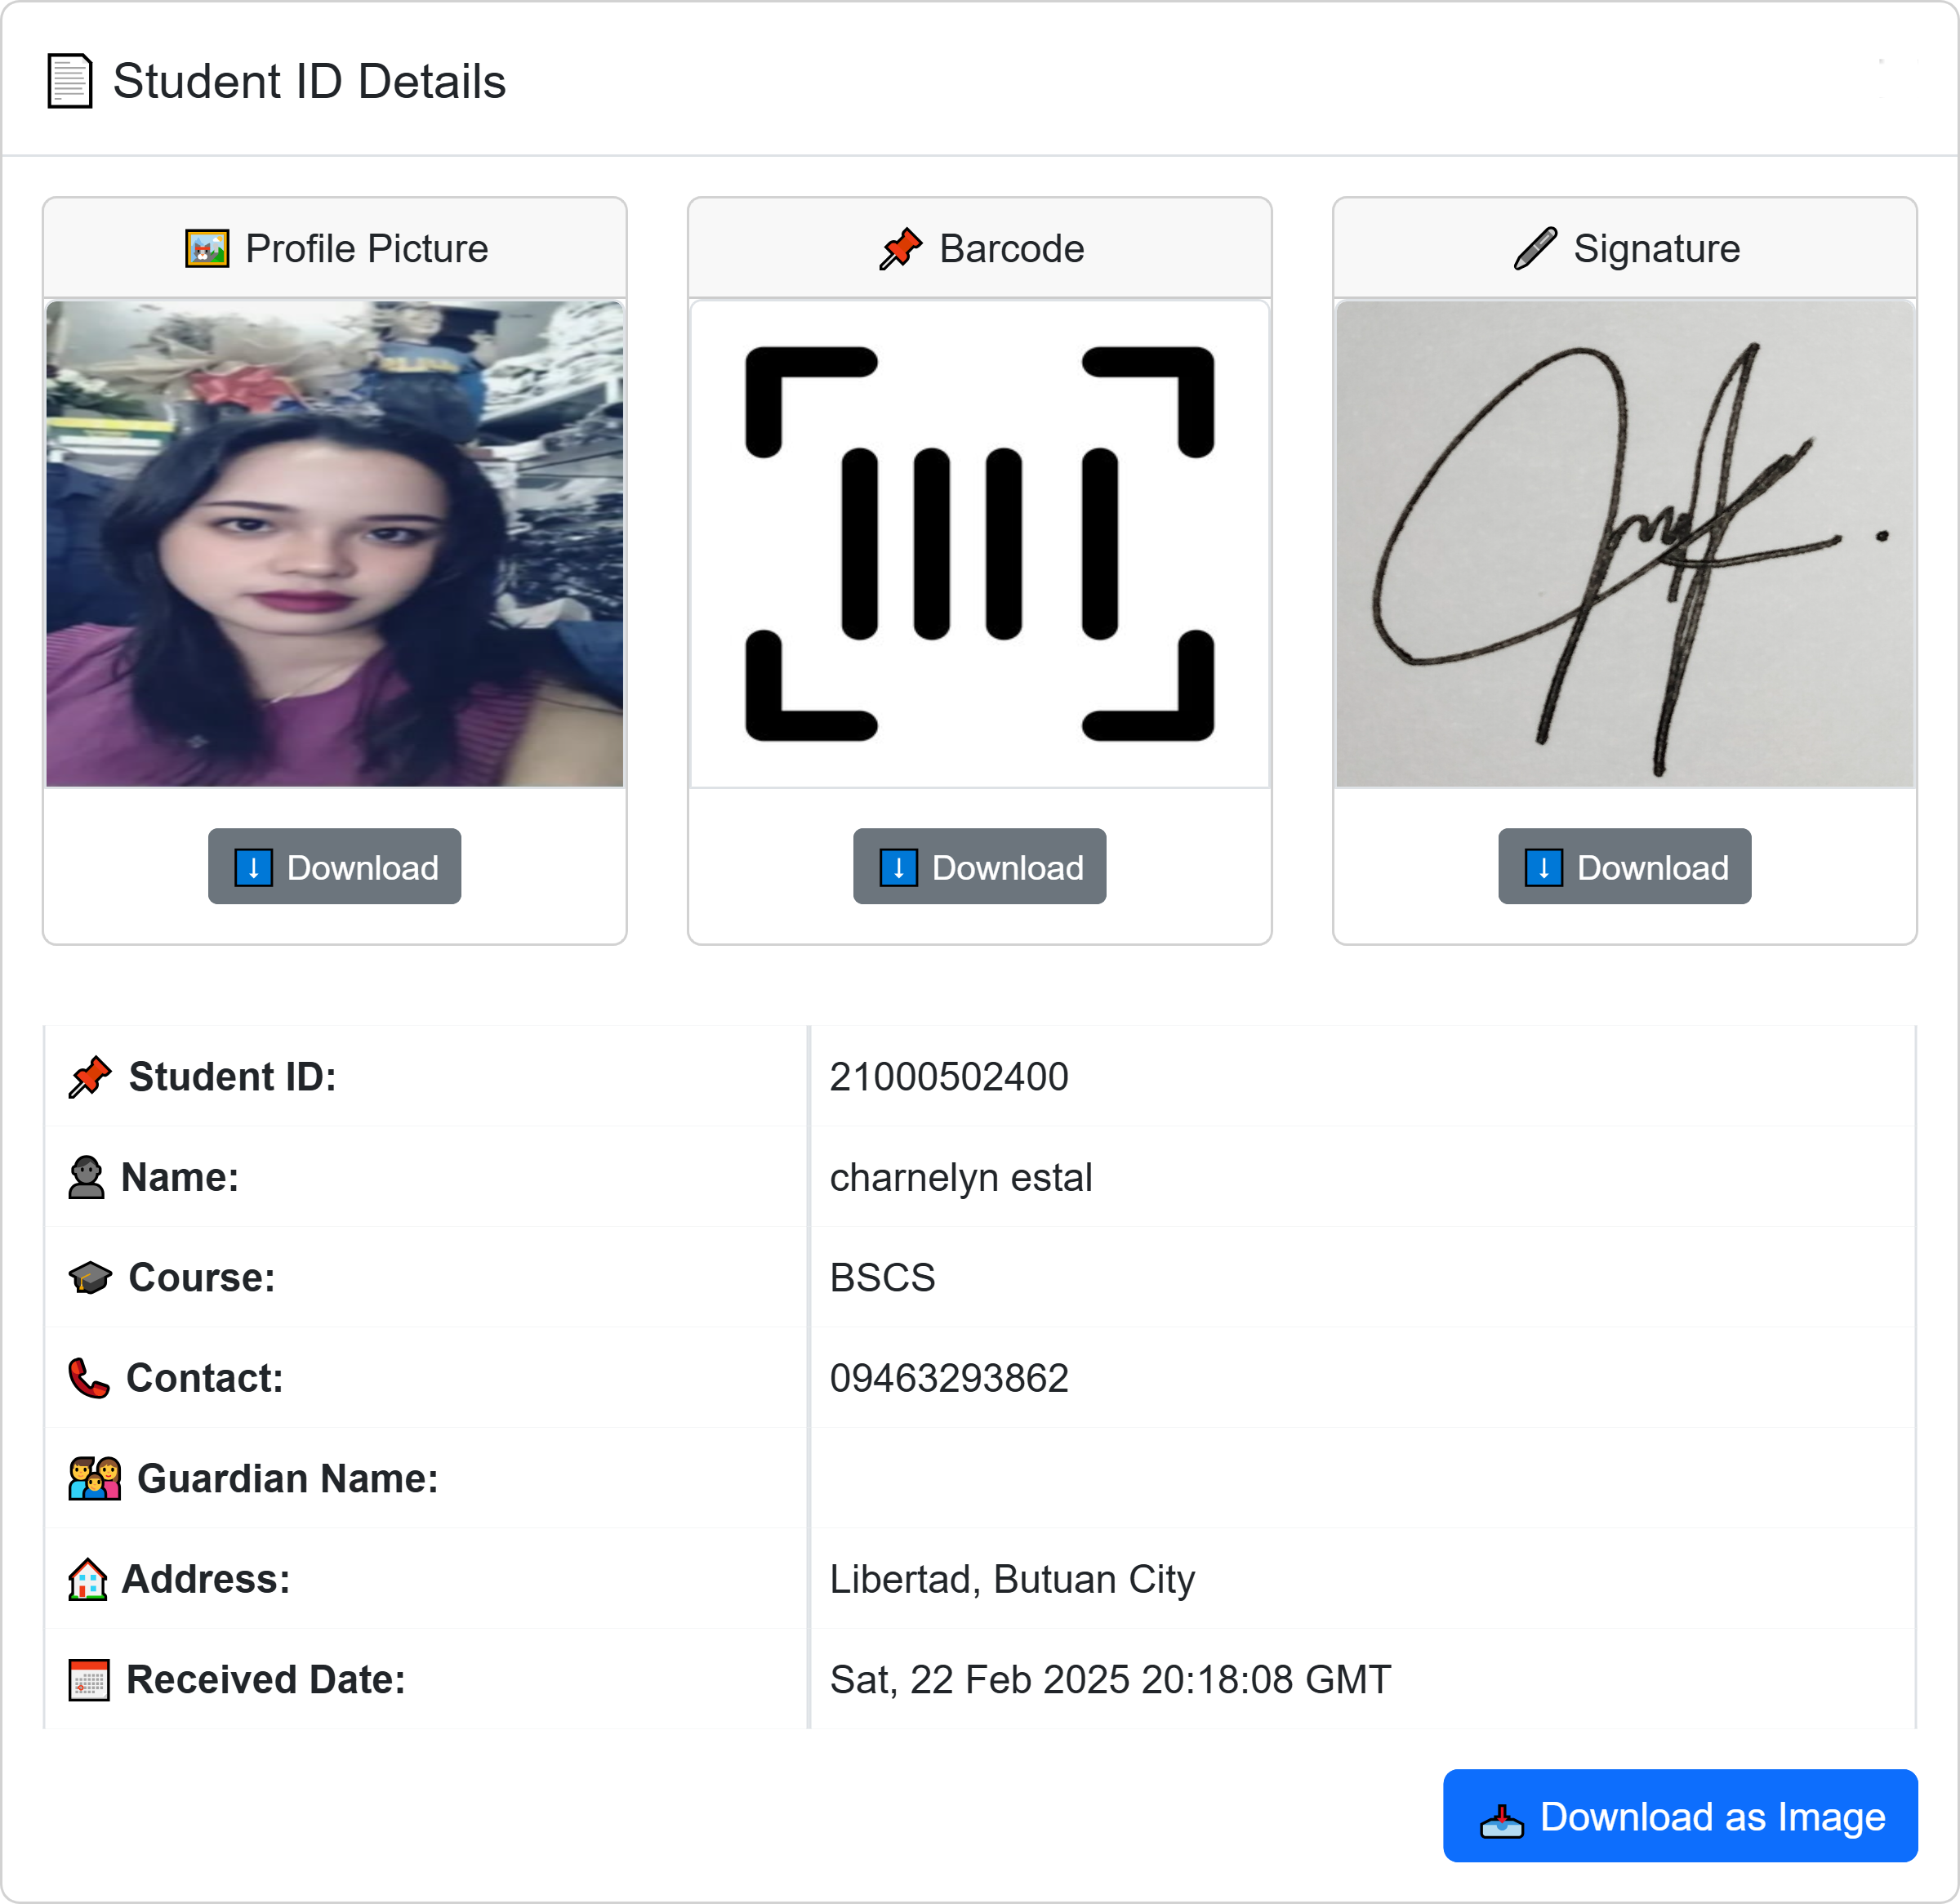 Student ID Details
Profile Picture
Barcode
Signature
Download
Download
Download
Student ID: 21000502400
Name: charnelyn estal
Course: BSCS
Contact: 09463293862
Guardian Name:
Address: Libertad, Butuan City
Received Date: Sat, 22 Feb 2025 20:18:08 GMT
Download as Image